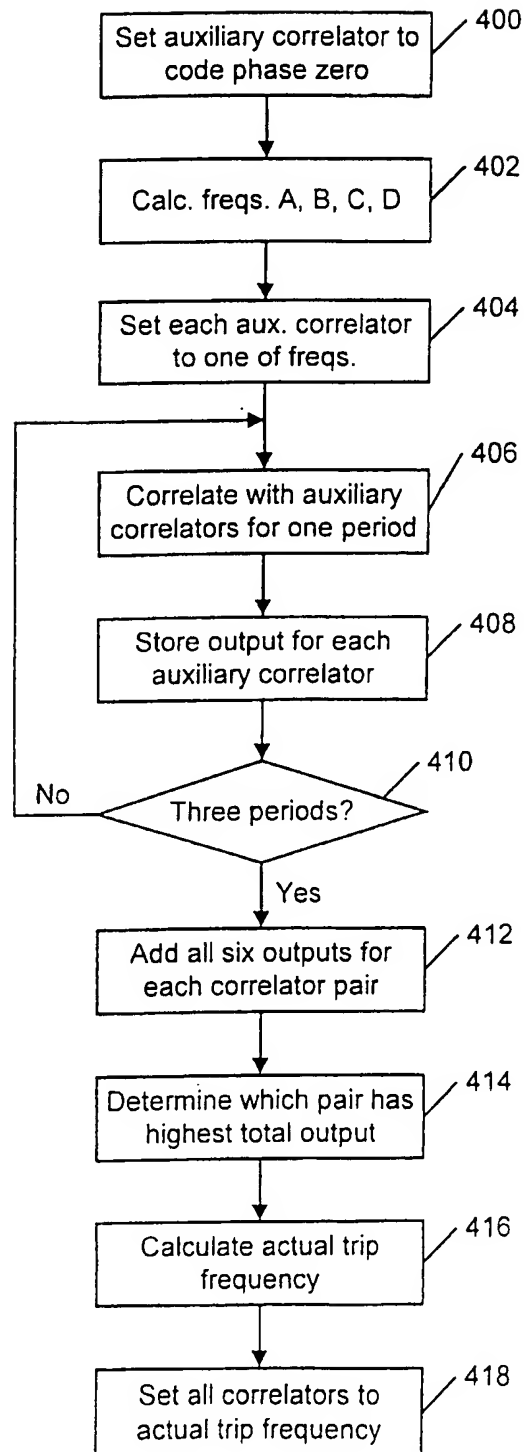 400
Set auxiliary correlator to
code phase zero
402
Calc. freqs. A, B, C, D
404
Set each aux. correlator
to one of freqs.
406
Correlate with auxiliary
correlators for one period
408
Store output for each
auxiliary correlator
410
No
Three periods?
Yes
412
Add all six outputs for
each correlator pair
414
Determine which pair has
highest total output
416
Calculate actual trip
frequency
418
Set all correlators to
actual trip frequency